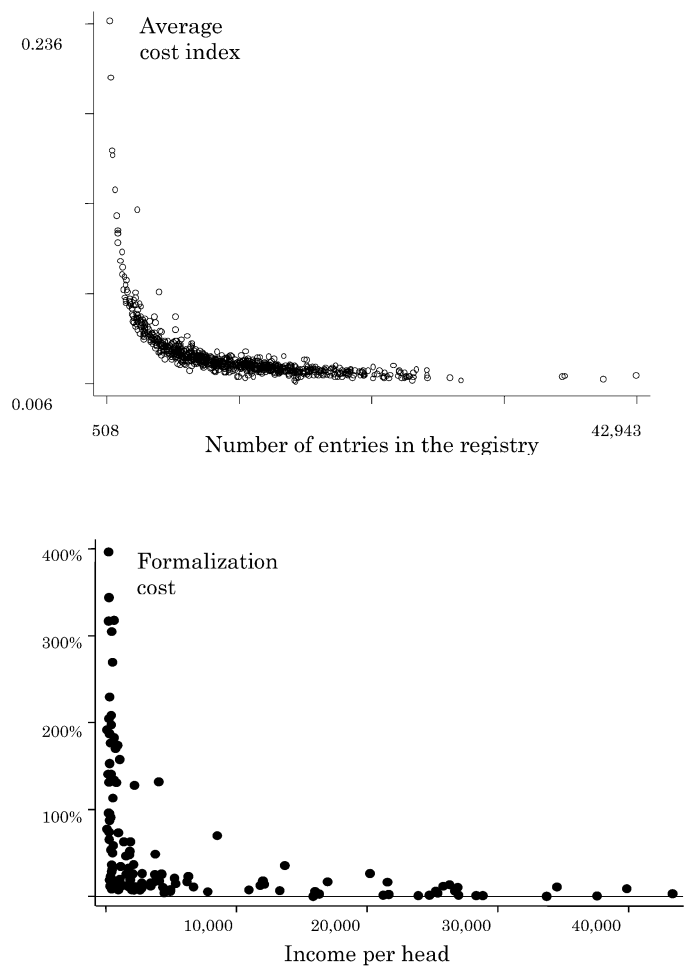 Average
cost index
0.236
0.006
508
42,943
Number of entries in the registry
Formalization
cost
400%
300%
200%
100%
10,000
20,000
30,000
40,000
Income per head